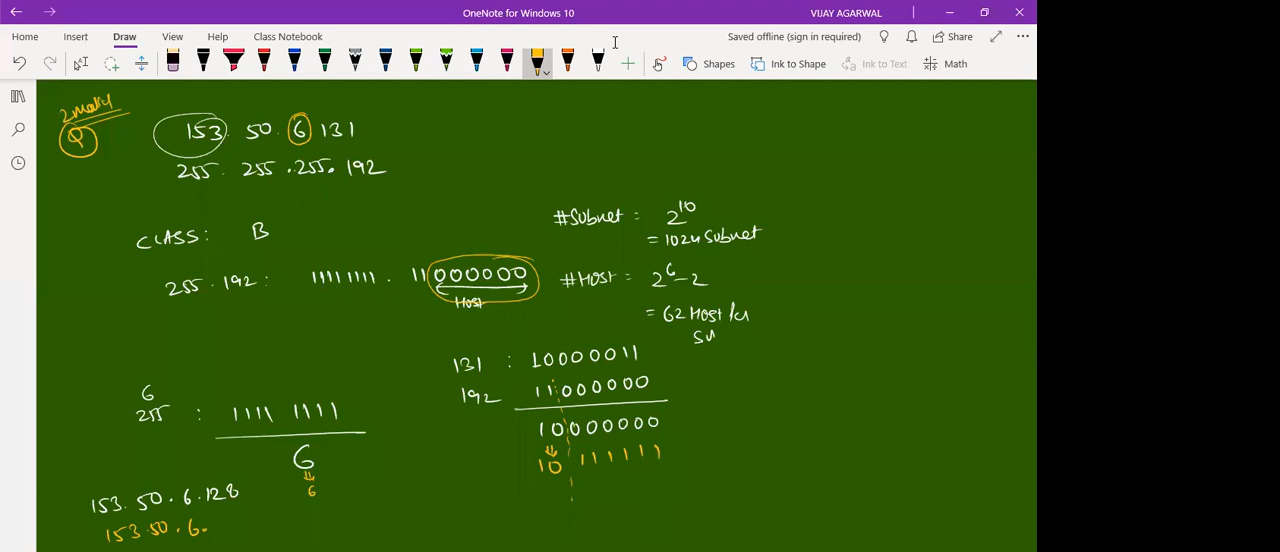 OneNote for Windows 10
VIJAY AGARWAL
Home Insert Draw View Help Class Notebook
Saved offline (sign in required) Share
Shapes Ink to Shape Ink to Text Math
Q
153. 50. 6 131
255. 255 .255. 192
CLASS: B
#Subnet = 2^10
= 1024 Subnet
255.192: 11111111. 11000000
Host
#HOST = 2^6 - 2
= 62 Host Per
Su
131 : 10000011
192 11000000
10000000
10 111111
6
255 : 1111 1111
6
6
153. 50. 6. 128
153.50.6.